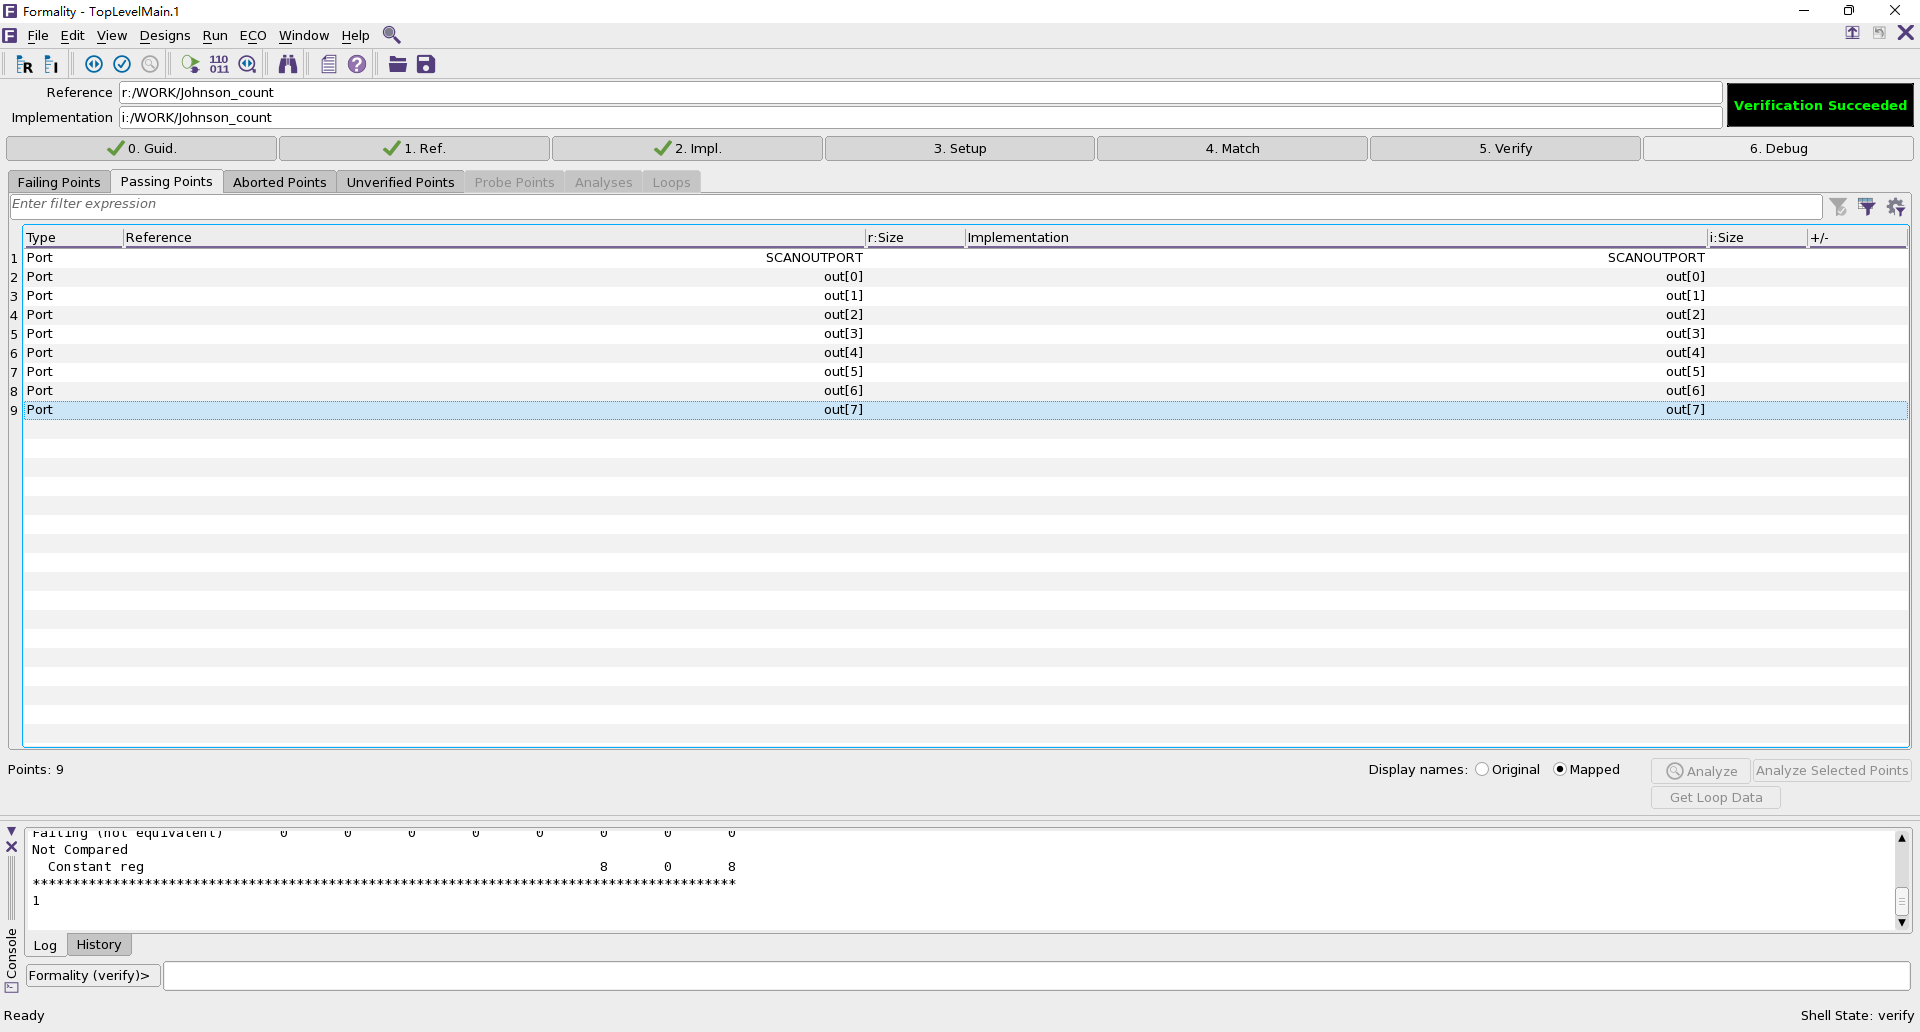 Formality - TopLevelMain.1
File Edit View Designs Run ECO Window Help
R I 110 011
Reference r:/WORK/Johnson_count
Implementation i:/WORK/Johnson_count
Verification Succeeded
0. Guid. 1. Ref. 2. Impl. 3. Setup 4. Match 5. Verify 6. Debug
Failing Points Passing Points Aborted Points Unverified Points Probe Points Analyses Loops
Enter filter expression
Type Reference r:Size Implementation i:Size +/-
1 Port SCANOUTPORT SCANOUTPORT
2 Port out[0] out[0]
3 Port out[1] out[1]
4 Port out[2] out[2]
5 Port out[3] out[3]
6 Port out[4] out[4]
7 Port out[5] out[5]
8 Port out[6] out[6]
9 Port out[7] out[7]
Points: 9 Display names: Original Mapped Analyze Analyze Selected Points
Get Loop Data
Failing (not equivalent) 0 0 0 0 0 0 0 0
Not Compared
Constant reg 8 0 8
****************************************************************************************
1
Log History
Console
Formality (verify)>
Ready Shell State: verify